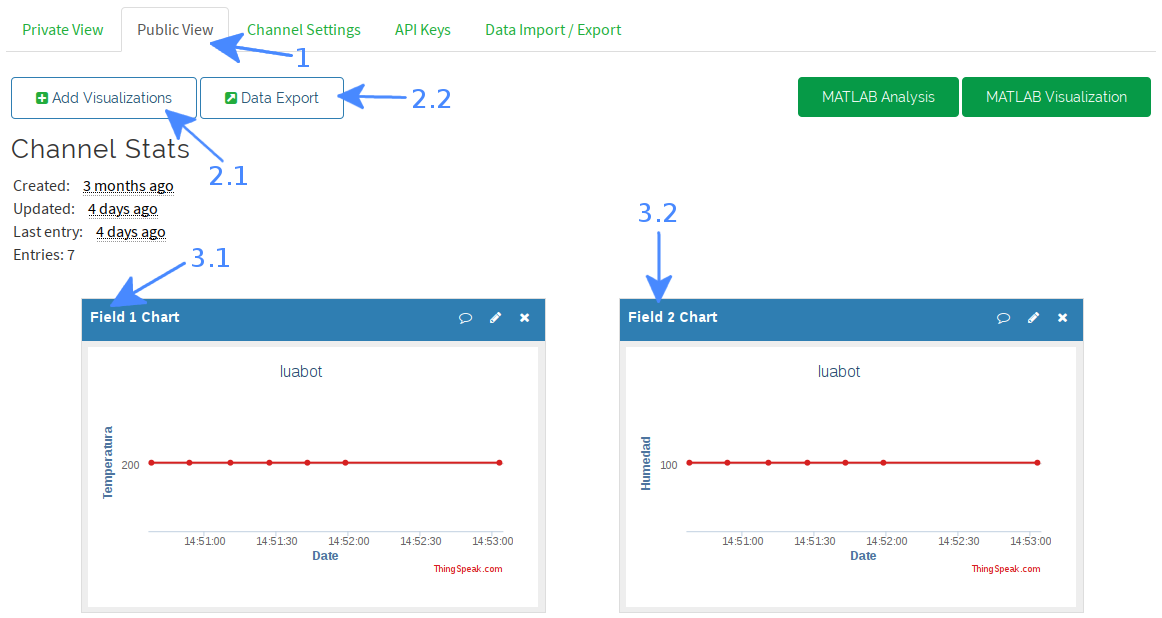 Private View Public View Channel Settings API Keys Data Import / Export
1
Add Visualizations Data Export 2.2 MATLAB Analysis MATLAB Visualization
Channel Stats
2.1
Created: 3 months ago
Updated: 4 days ago
3.2
Last entry: 4 days ago
Entries: 7
3.1
Field 1 Chart
luabot
Temperatura
200
14:51:00 14:51:30 14:52:00 14:52:30 14:53:00
Date
ThingSpeak.com
Field 2 Chart
luabot
Humedad
100
14:51:00 14:51:30 14:52:00 14:52:30 14:53:00
Date
ThingSpeak.com